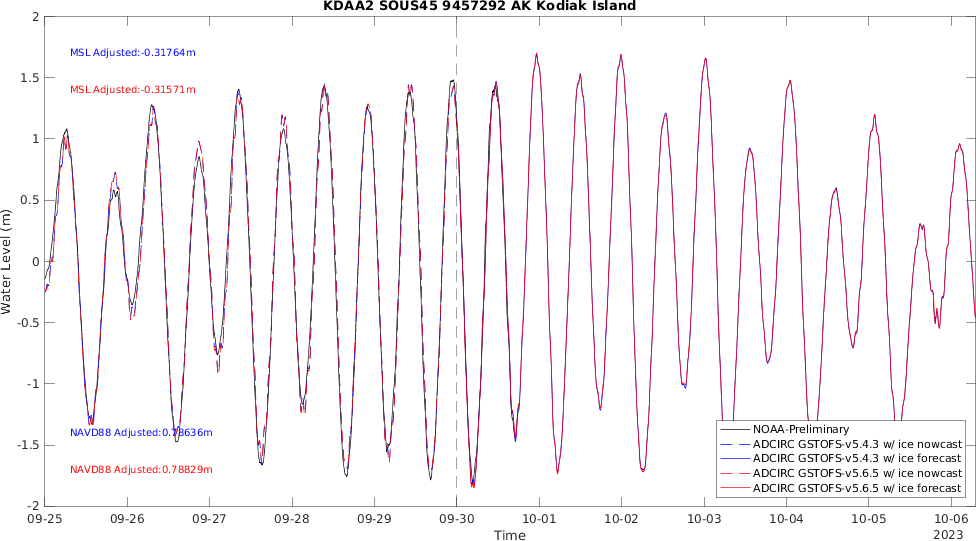 KDAA2 SOUS45 9457292 AK Kodiak Island
2
1.5
1
0.5
0
-0.5
-1
-1.5
-2
Water Level (m)
MSL Adjusted:-0.31764m
MSL Adjusted:-0.31571m
NAVD88 Adjusted:0.78636m
NAVD88 Adjusted:0.78829m
NOAA-Preliminary
ADCIRC GSTOFS-v5.4.3 w/ ice nowcast
ADCIRC GSTOFS-v5.4.3 w/ ice forecast
ADCIRC GSTOFS-v5.6.5 w/ ice nowcast
ADCIRC GSTOFS-v5.6.5 w/ ice forecast
09-25 09-26 09-27 09-28 09-29 09-30 10-01 10-02 10-03 10-04 10-05 10-06
2023
Time